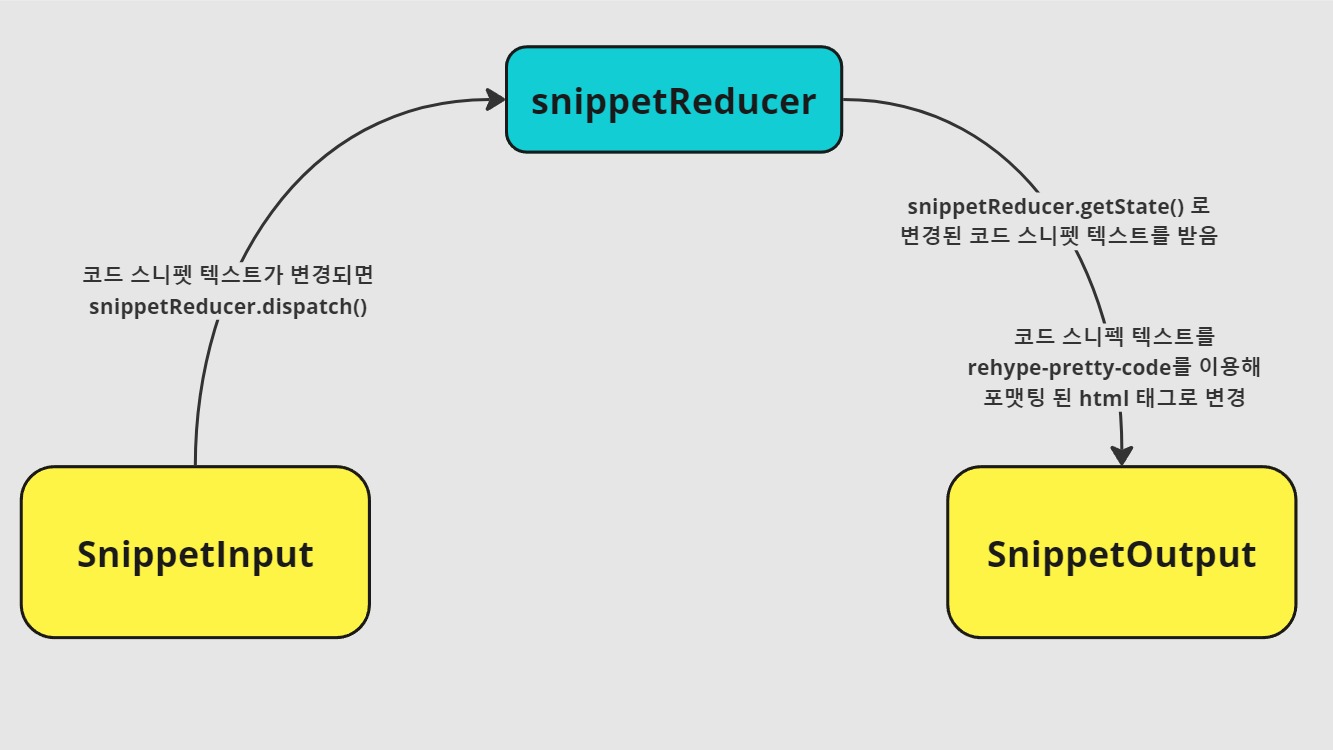 snippetReducer
snippetReducer.getState() 로
변경된 코드 스니펫 텍스트를 받음
코드 스니펫 텍스트가 변경되면
snippetReducer.dispatch()
코드 스니펙 텍스트를
rehype-pretty-code를 이용해
포맷팅 된 html 태그로 변경
SnippetInput
SnippetOutput